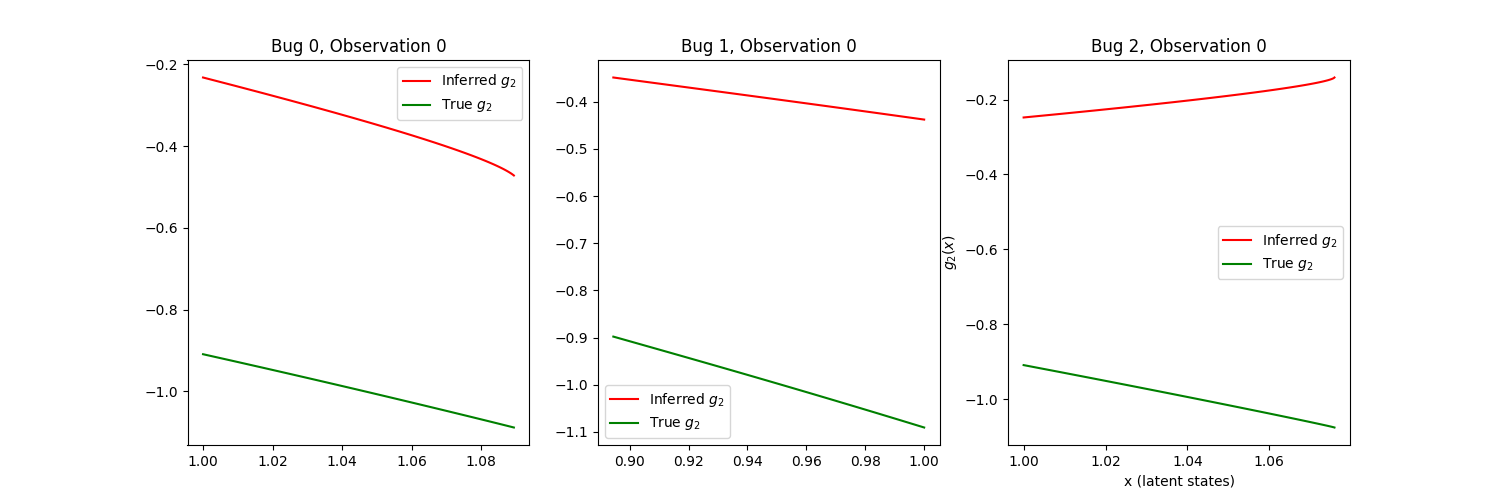 Bug 0, Observation 0
−0.2
−0.4
−0.6
−0.8
−1.0
Inferred g₂
True g₂
1.00 1.02 1.04 1.06 1.08
Bug 1, Observation 0
−0.4
−0.5
−0.6
−0.7
−0.8
−0.9
−1.0
−1.1
Inferred g₂
True g₂
0.90 0.92 0.94 0.96 0.98 1.00
Bug 2, Observation 0
g₂(x)
−0.2
−0.4
−0.6
−0.8
−1.0
Inferred g₂
True g₂
1.00 1.02 1.04 1.06
x (latent states)